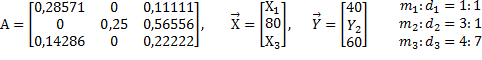 A = [0,28571 0 0,11111; 0 0,25 0,56556; 0,14286 0 0,22222], X⃗ = [X₁; 80; X₃], Y⃗ = [40; Y₂; 60]
m₁: d₁ = 1: 1
m₂: d₂ = 3: 1
m₃: d₃ = 4: 7